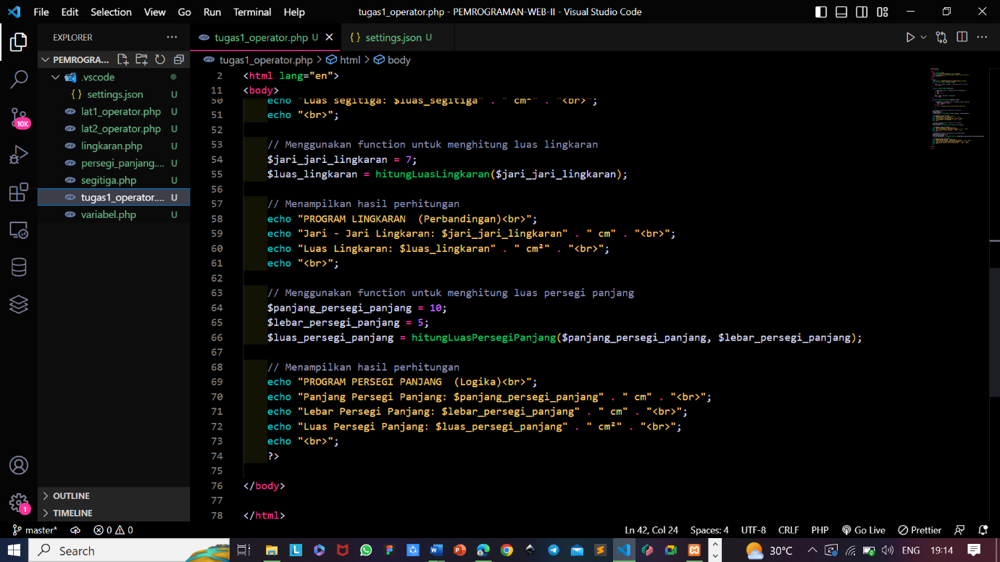 File Edit Selection View Go Run Terminal Help
tugas1_operator.php - PEMROGRAMAN-WEB-II - Visual Studio Code
EXPLORER
tugas1_operator.php U
{} settings.json U
PEMROGRA...
tugas1_operator.php > html > body
.vscode
{} settings.json U
lat1_operator.php U
lat2_operator.php U
lingkaran.php U
persegi_panjang.... U
segitiga.php U
tugas1_operator.... U
variabel.php U
10K
2 <html lang="en">
11 <body>
50 echo "Luas segitiga: $luas_segitiga" . " cm²" . "<br>";
51 echo "<br>";
52
53 // Menggunakan function untuk menghitung luas lingkaran
54 $jari_jari_lingkaran = 7;
55 $luas_lingkaran = hitungLuasLingkaran($jari_jari_lingkaran);
56
57 // Menampilkan hasil perhitungan
58 echo "PROGRAM LINGKARAN  (Perbandingan)<br>";
59 echo "Jari - Jari Lingkaran: $jari_jari_lingkaran" . " cm" . "<br>";
60 echo "Luas Lingkaran: $luas_lingkaran" . " cm²" . "<br>";
61 echo "<br>";
62
63 // Menggunakan function untuk menghitung luas persegi panjang
64 $panjang_persegi_panjang = 10;
65 $lebar_persegi_panjang = 5;
66 $luas_persegi_panjang = hitungLuasPersegiPanjang($panjang_persegi_panjang, $lebar_persegi_panjang);
67
68 // Menampilkan hasil perhitungan
69 echo "PROGRAM PERSEGI PANJANG  (Logika)<br>";
70 echo "Panjang Persegi Panjang: $panjang_persegi_panjang" . " cm" . "<br>";
71 echo "Lebar Persegi Panjang: $lebar_persegi_panjang" . " cm" . "<br>";
72 echo "Luas Persegi Panjang: $luas_persegi_panjang" . " cm²" . "<br>";
73 echo "<br>";
74 ?>
75
76 </body>
77
78 </html>
OUTLINE
TIMELINE
1
master* 0 0
Ln 42, Col 24 Spaces: 4 UTF-8 CRLF PHP Go Live Prettier
Search
30°C ENG 19:14